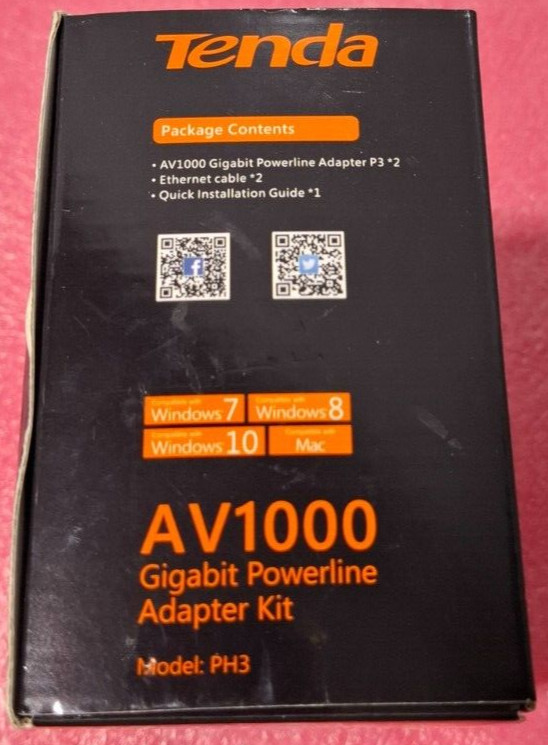 Tenda
Package Contents
• AV1000 Gigabit Powerline Adapter P3 *2
• Ethernet cable *2
• Quick Installation Guide *1
Compatible with Compatible with
Windows 7 Windows 8
Compatible with Compatible with
Windows 10 Mac
AV1000
Gigabit Powerline
Adapter Kit
Model: PH3